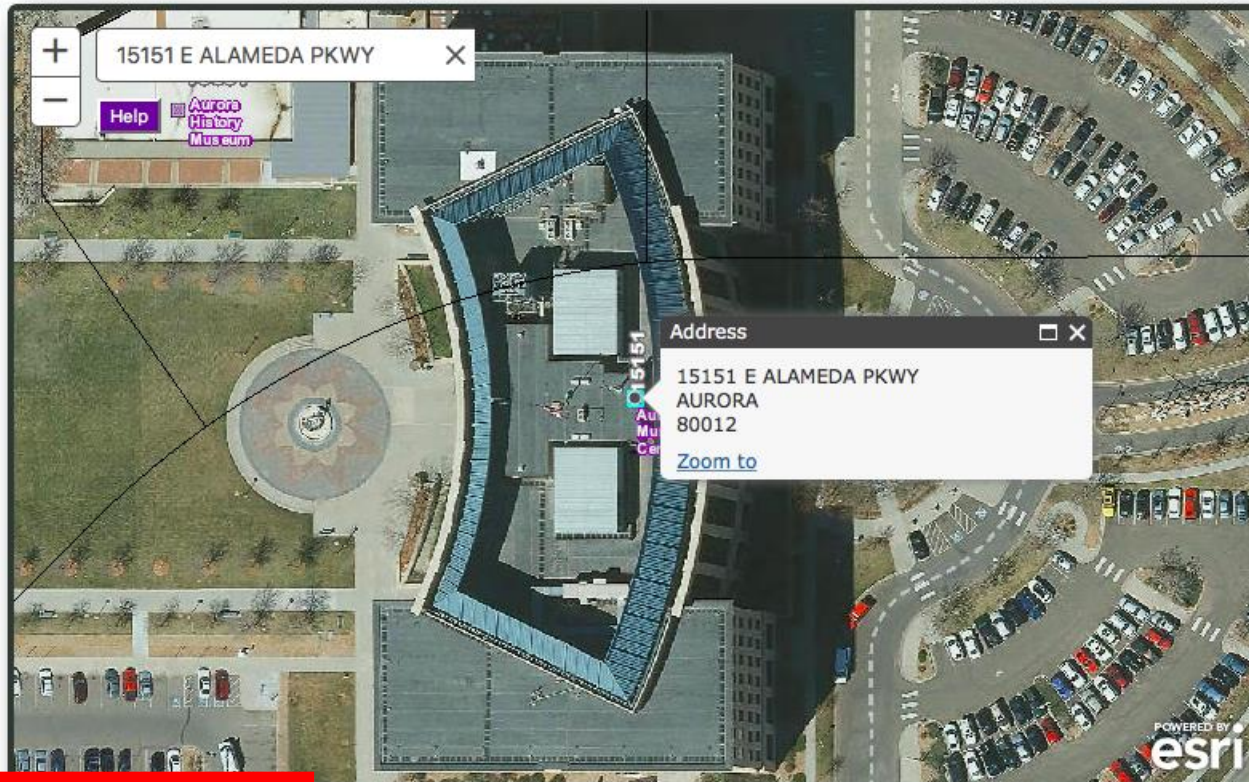 +
15151 E ALAMEDA PKWY
×
−
Help
Aurora
History
Museum
15151
Address
15151 E ALAMEDA PKWY
AURORA
80012
Zoom to
POWERED BY
esri